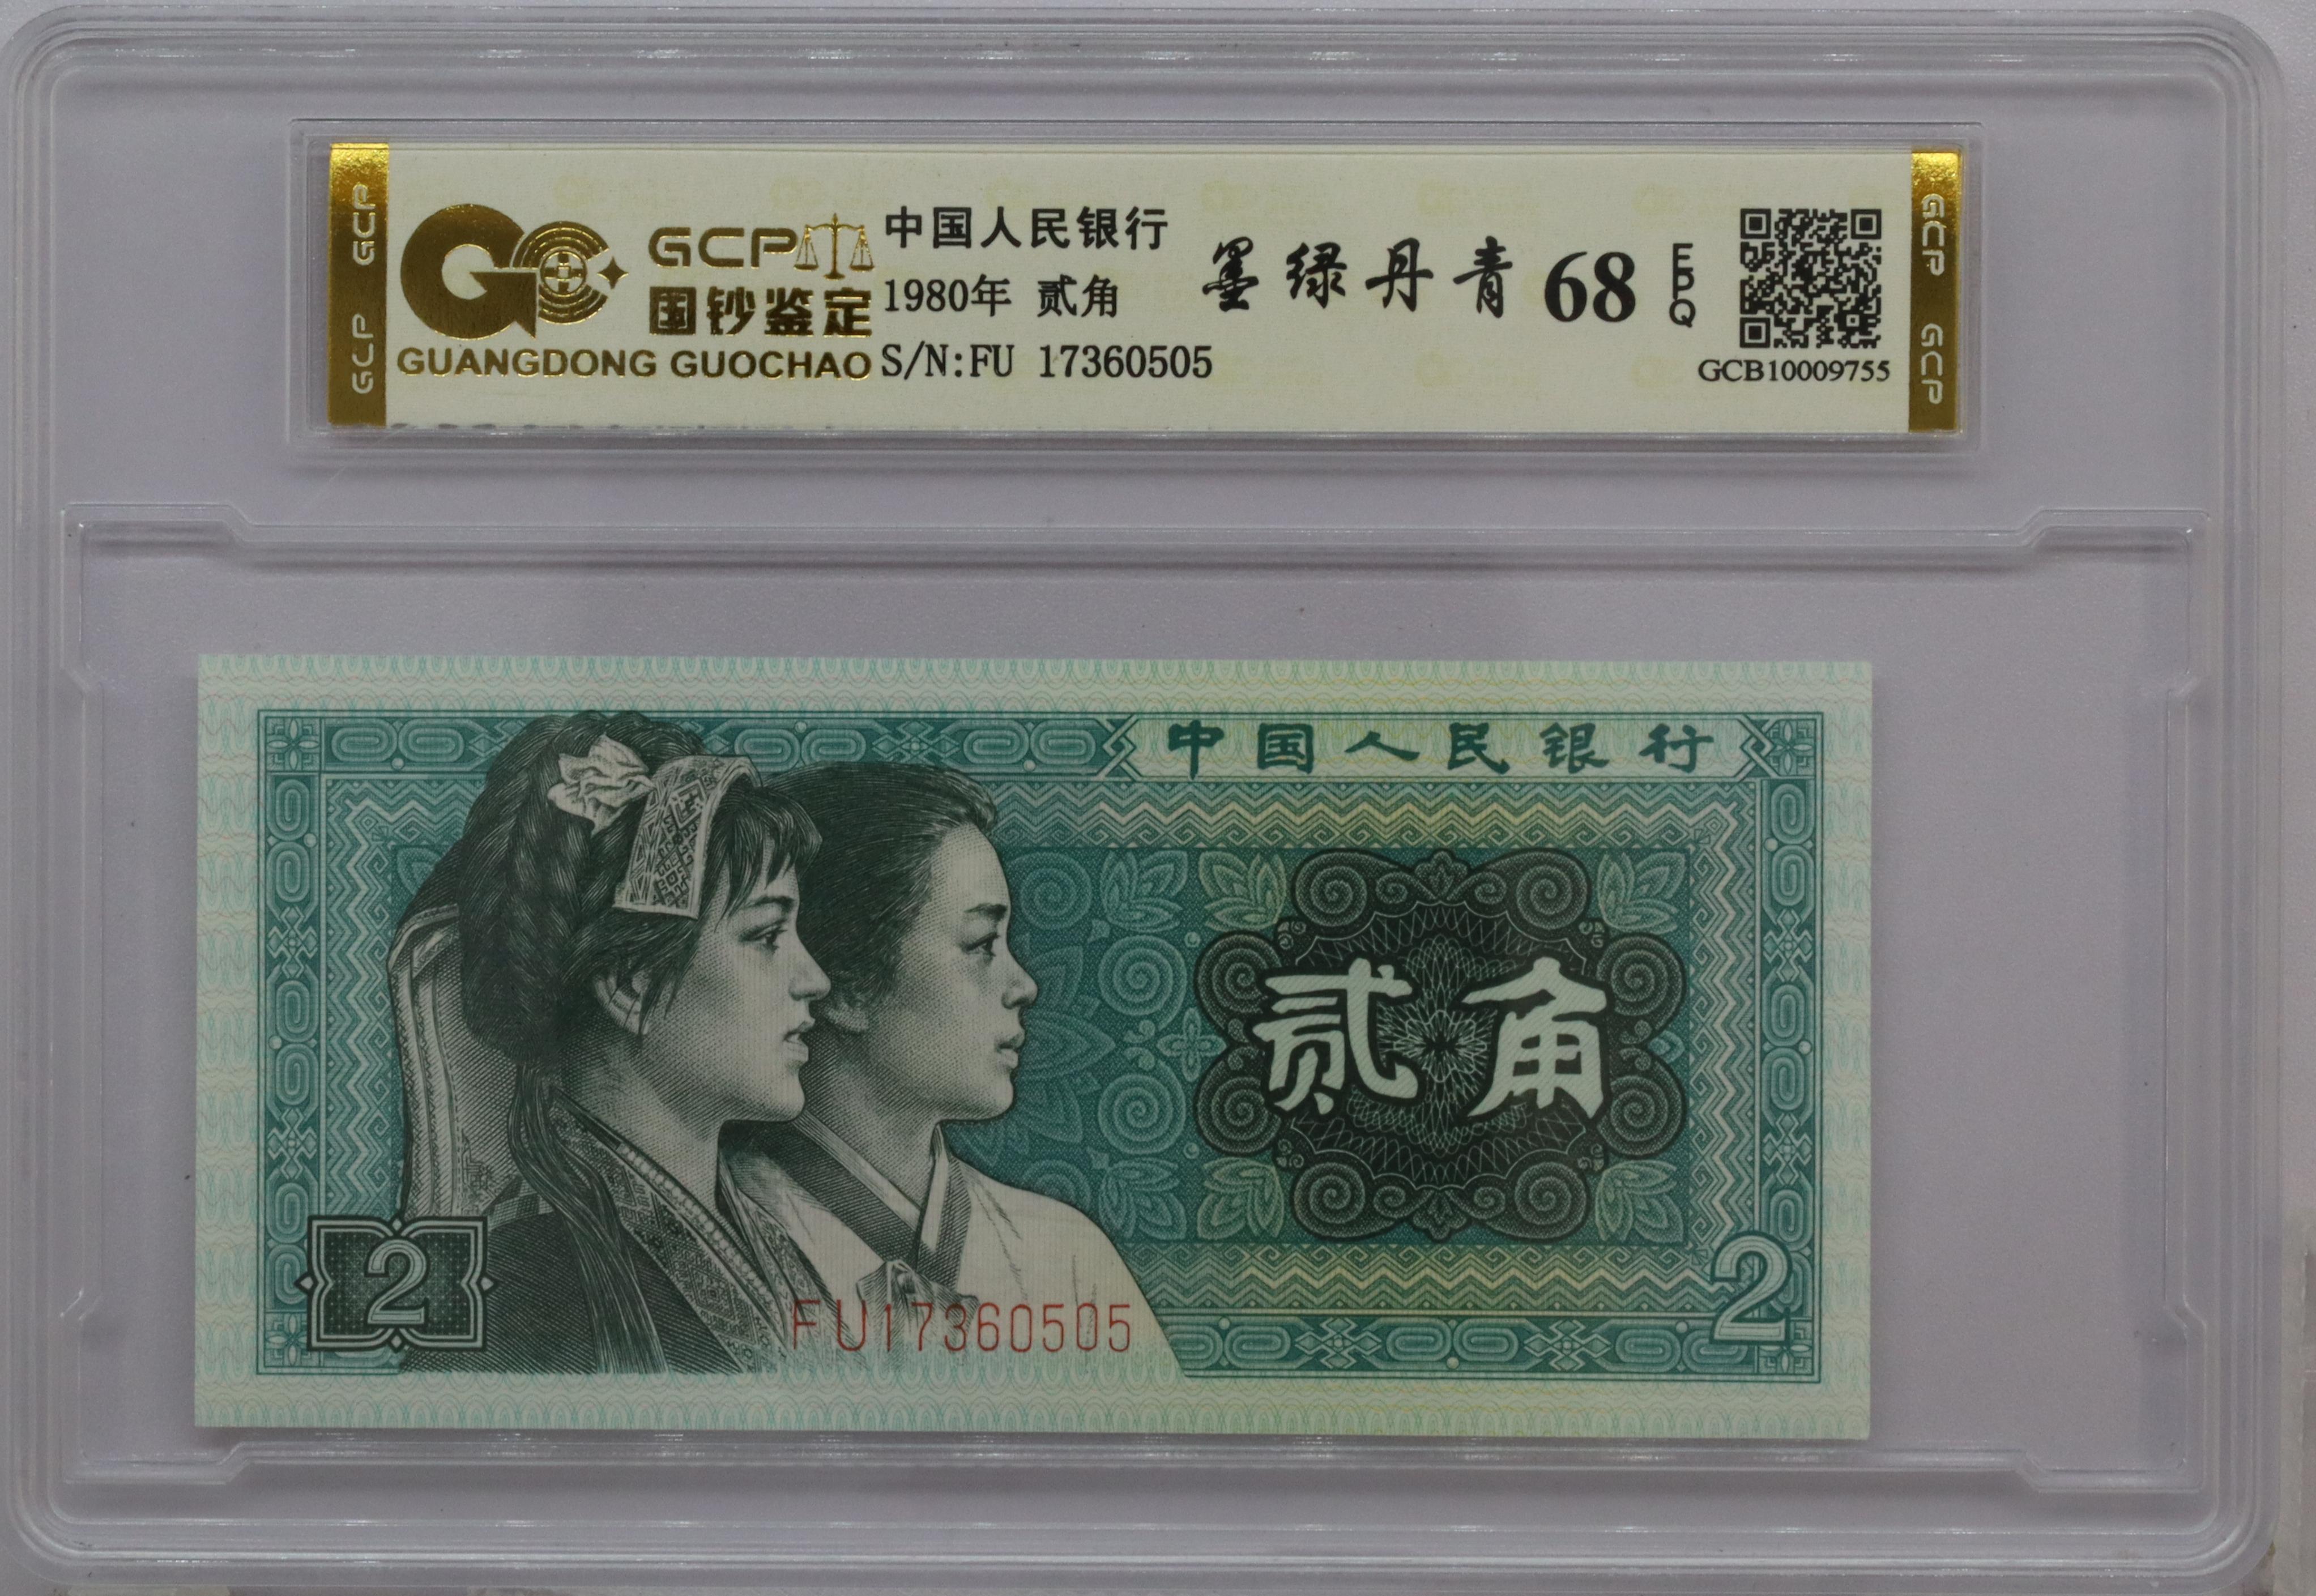 GCP GCP
GCP
国钞鉴定
GUANGDONG GUOCHAO
中国人民银行
1980年 贰角
S/N:FU 17360505
墨绿丹青
68
EPQ
GCB10009755
GCP GCP
中国人民银行
贰角
2
FU17360505
2